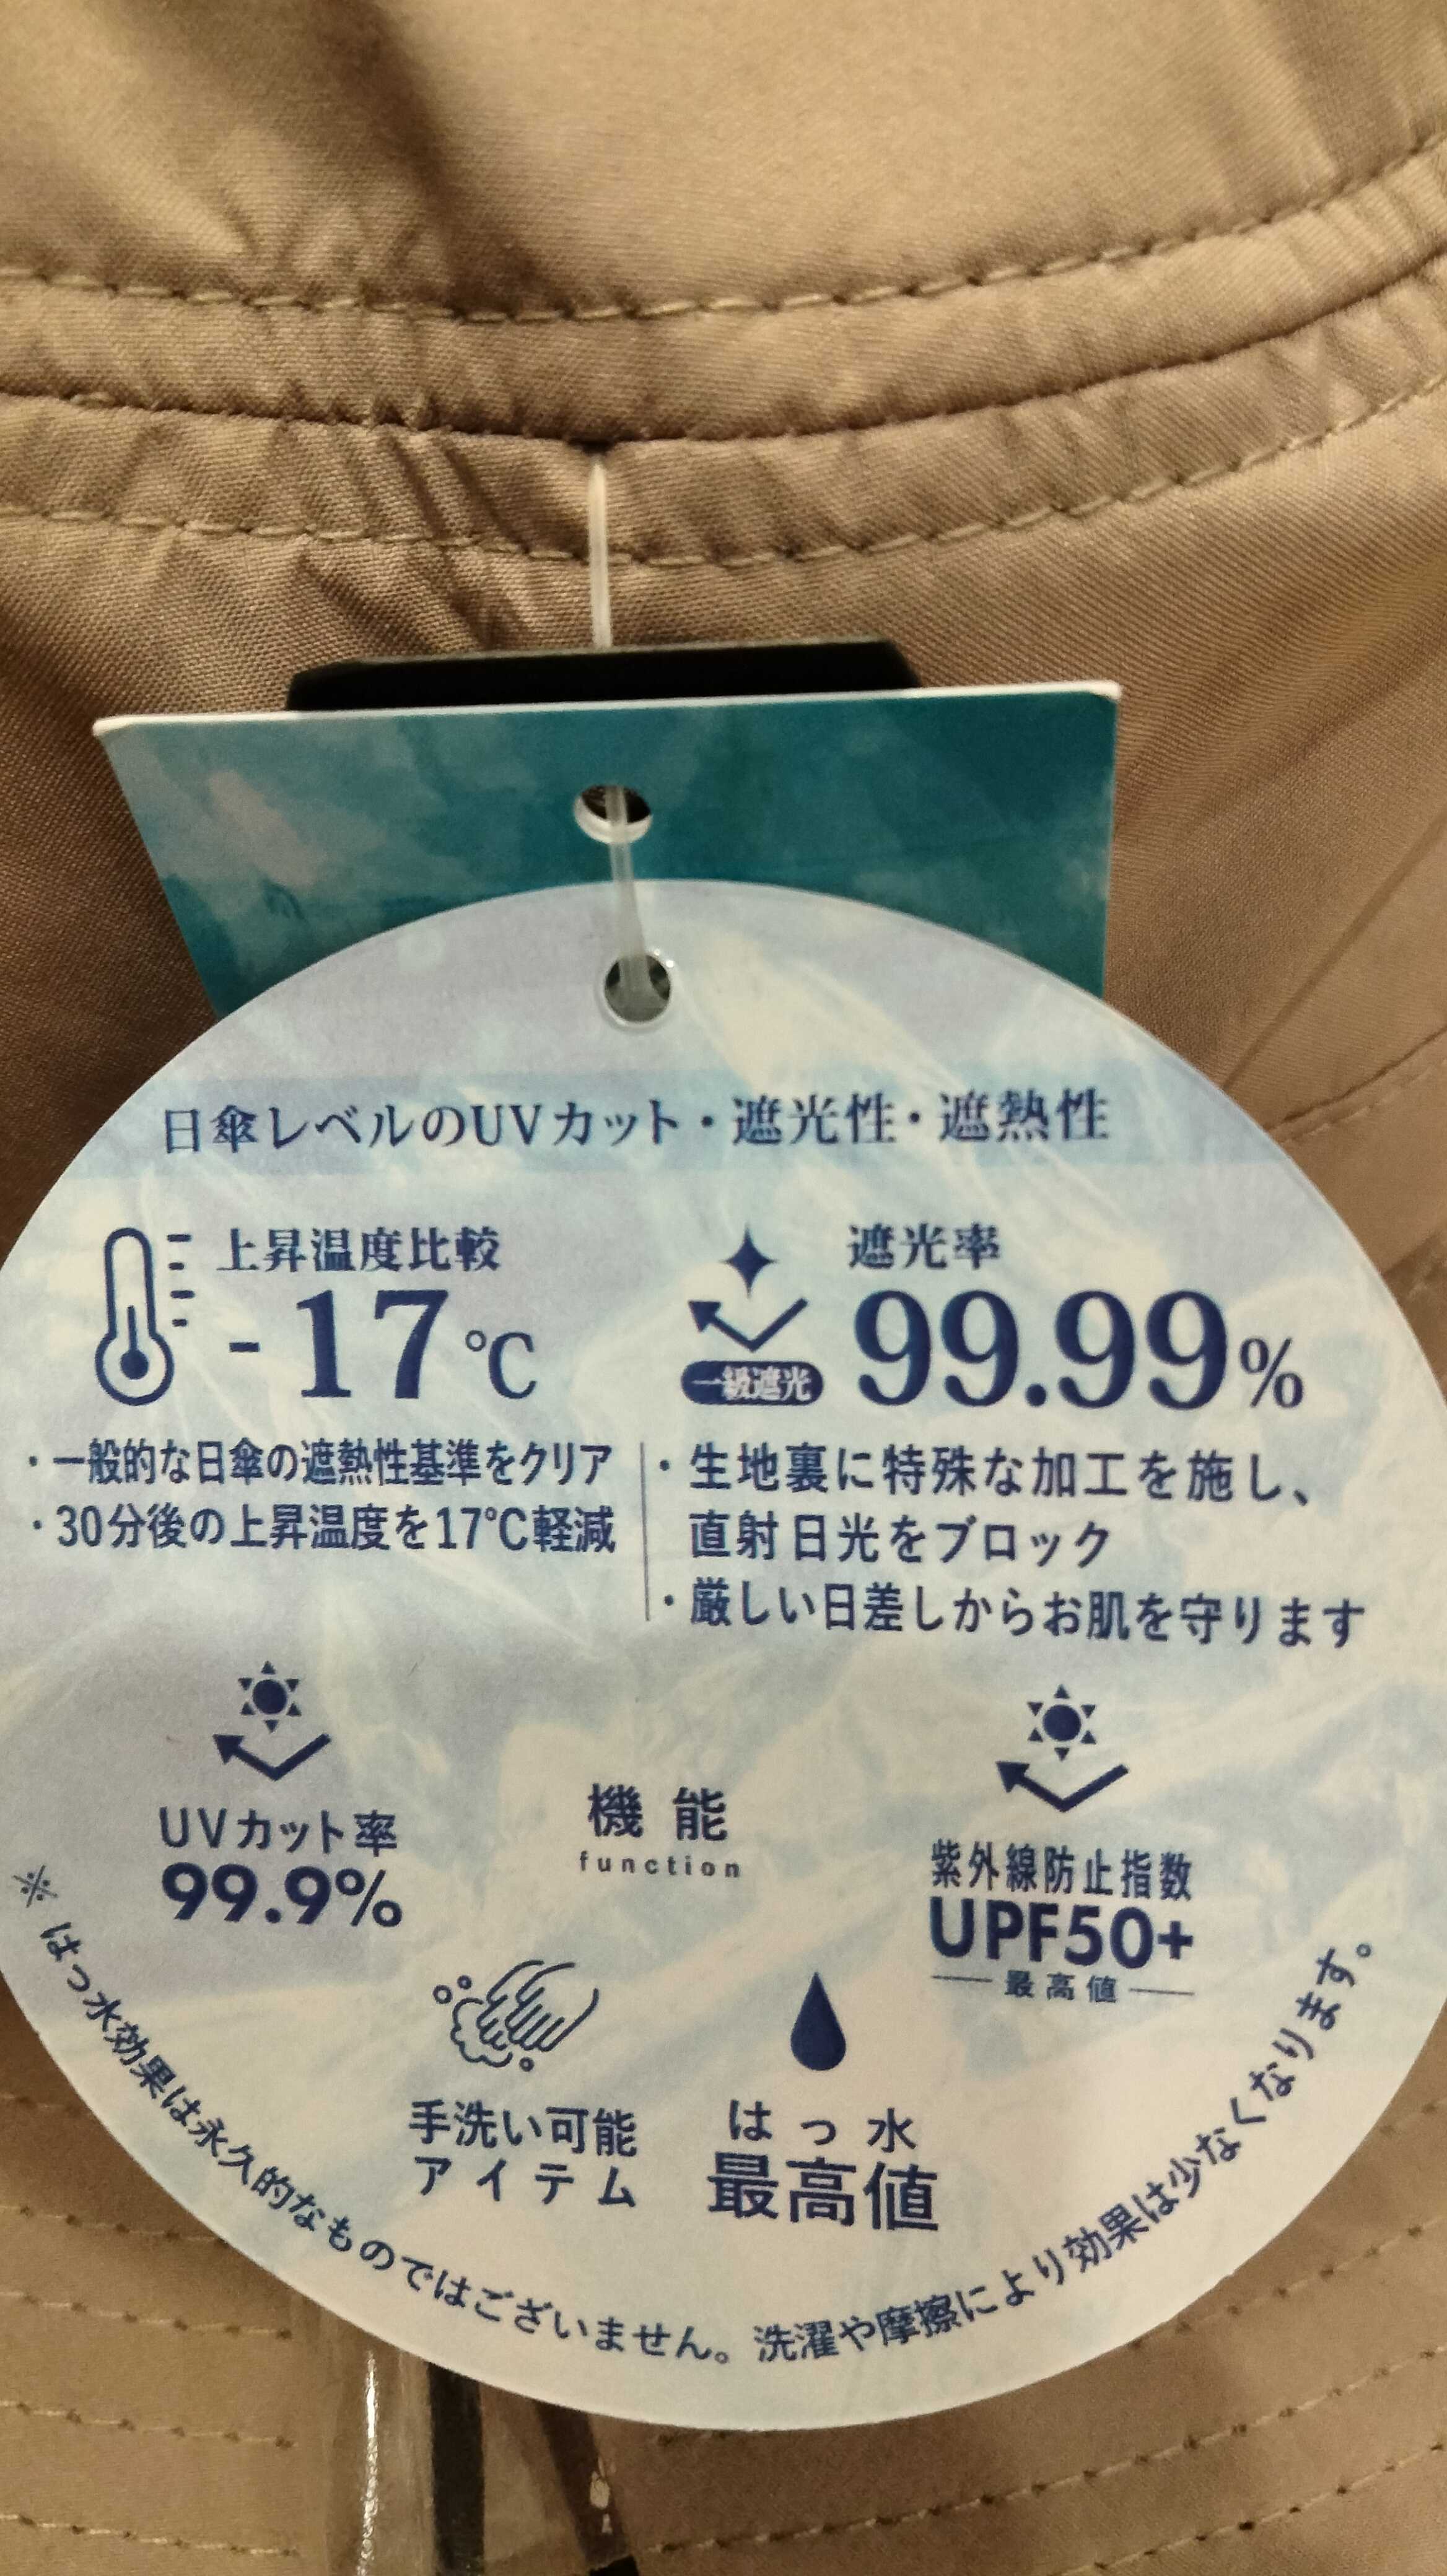 日傘レベルのUVカット・遮光性・遮熱性
上昇温度比較
-17℃
・一般的な日傘の遮熱性基準をクリア
・30分後の上昇温度を17℃軽減
遮光率
一級遮光
99.99%
・生地裏に特殊な加工を施し、
直射日光をブロック
・厳しい日差しからお肌を守ります
UVカット率
99.9%
機能
function
紫外線防止指数
UPF50+
最高値
手洗い可能
アイテム
はっ水
最高値
※はっ水効果は永久的なものではございません。洗濯や摩擦により効果は少なくなります。